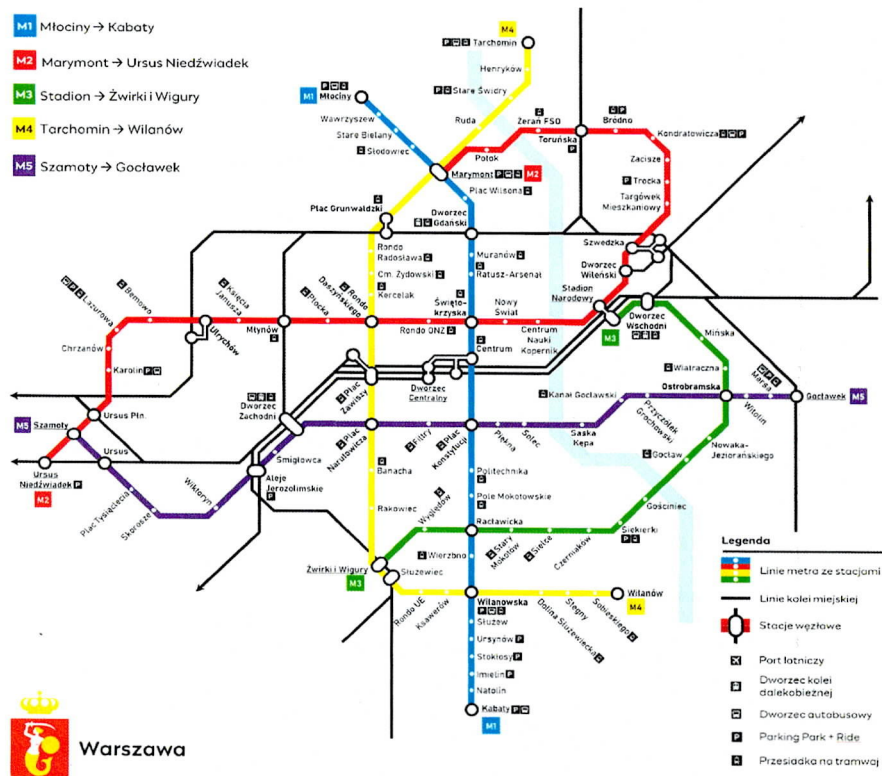 M1 Młociny → Kabaty
M2 Marymont → Ursus Niedźwiadek
M3 Stadion → Żwirki i Wigury
M4 Tarchomin → Wilanów
M5 Szamoty → Gocławek
M4
Tarchomin
Henryków
Stare Świdry
Ruda
M1
Młociny
Wawrzyszew
Stare Bielany
Słodowiec
Potok
Żerań FSO
Toruńska
Bródno
Kondratowicza
Zacisze
Trocka
Targówek
Mieszkaniowy
Marymont
M2
Plac Wilsona
Plac Grunwaldzki
Dworzec
Gdański
Szwedzka
Dworzec
Wileński
Stadion
Narodowy
Rondo
Radosława
Cm. Żydowski
Kercelak
Muranów
Ratusz-Arsenał
Lazurowa
Bemowo
Księcia
Janusza
Płocka
Rondo
Daszyńskiego
Święto-
krzyska
Nowy
Świat
Chrzanów
Ulrychów
Młynów
Rondo ONZ
Centrum
Nauki
Kopernik
M3
Dworzec
Wschodni
Mińska
Karolin
Centrum
Wiatraczna
Marsa
Plac
Zawiszy
Dworzec
Centralny
Kanał Gocławski
Ostrobramska
Gocławek
M5
Dworzec
Zachodni
Ursus Płn.
M5
Szamoty
Plac
Narutowicza
Filtry
Plac
Konstytucji
Piękna
Solec
Saska
Kępa
Przyczółek
Grochowski
Witolin
Ursus
Śmigłowca
Gocław
Nowaka-
Jeziorańskiego
Ursus
Niedźwiadek
M2
Plac Tysiąclecia
Skorosze
Wiktoryn
Aleje
Jerozolimskie
Banacha
Politechnika
Rakowiec
Pole Mokotowskie
Wyględów
Racławicka
Gościniec
Siekierki
Wierzbno
Stary
Mokotów
Sielce
Czerniaków
Żwirki i Wigury
M3
Służewiec
Rondo UE
Ksawerów
Wilanowska
Dolina Służewiecka
Stegny
Sobieskiego
Wilanów
M4
Służew
Ursynów
Stokłosy
Imielin
Natolin
Kabaty
M1
Legenda
Linie metra ze stacjami
Linie kolei miejskiej
Stacje węzłowe
Port lotniczy
Dworzec kolei
dalekobieżnej
Dworzec autobusowy
P Parking Park + Ride
Przesiadka na tramwaj
Warszawa